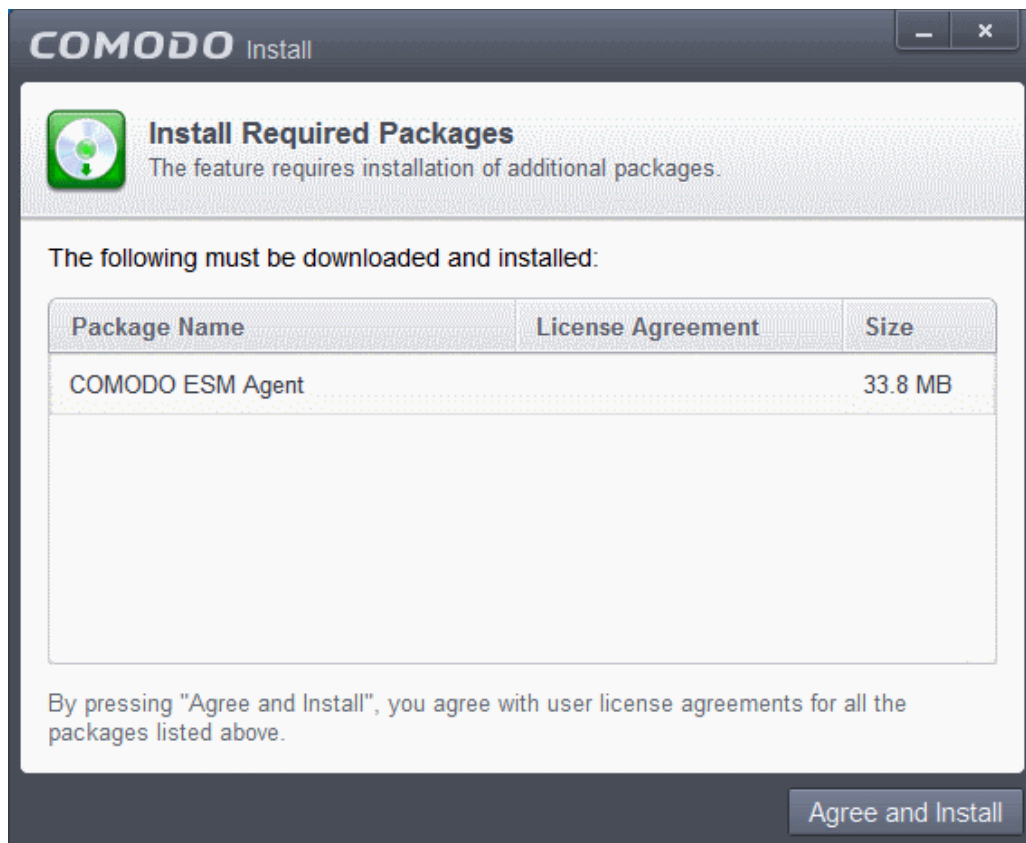 COMODO Install
Install Required Packages
The feature requires installation of additional packages.
The following must be downloaded and installed:
Package Name License Agreement Size
COMODO ESM Agent 33.8 MB
By pressing "Agree and Install", you agree with user license agreements for all the
packages listed above.
Agree and Install